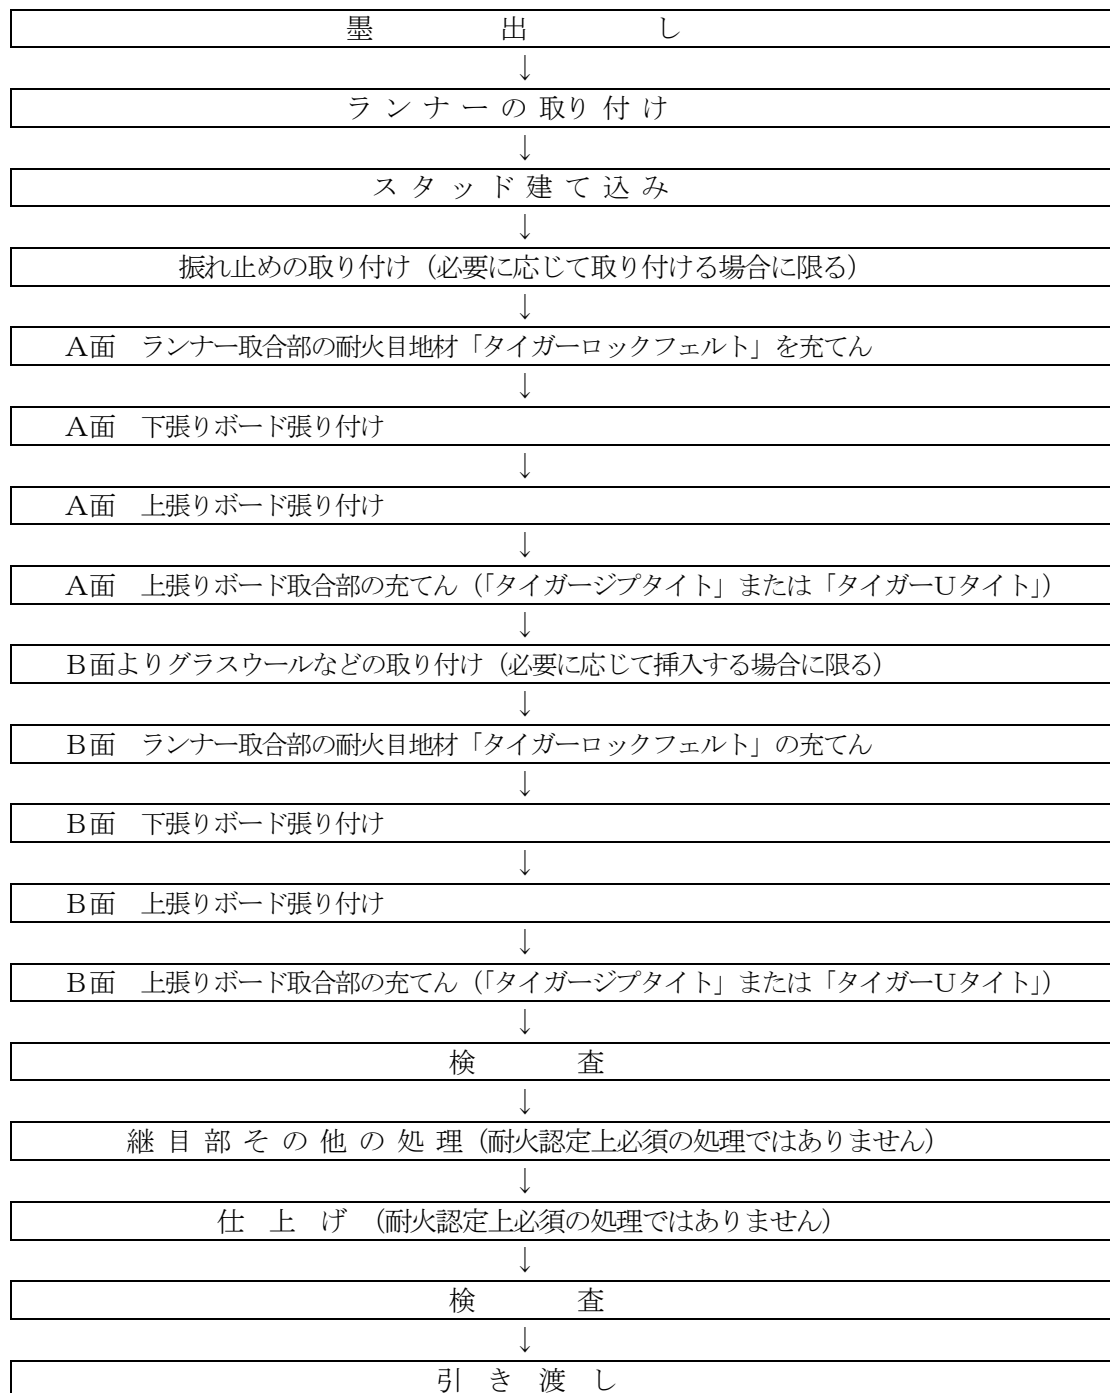 墨出し
↓
ランナーの取り付け
↓
スタッド建て込み
↓
振れ止めの取り付け（必要に応じて取り付ける場合に限る）
↓
Ａ面　ランナー取合部の耐火目地材「タイガーロックフェルト」を充てん
↓
Ａ面　下張りボード張り付け
↓
Ａ面　上張りボード張り付け
↓
Ａ面　上張りボード取合部の充てん（「タイガージプタイト」または「タイガーＵタイト」）
↓
Ｂ面よりグラスウールなどの取り付け（必要に応じて挿入する場合に限る）
↓
Ｂ面　ランナー取合部の耐火目地材「タイガーロックフェルト」の充てん
↓
Ｂ面　下張りボード張り付け
↓
Ｂ面　上張りボード張り付け
↓
Ｂ面　上張りボード取合部の充てん（「タイガージプタイト」または「タイガーＵタイト」）
↓
検査
↓
継目部その他の処理（耐火認定上必須の処理ではありません）
↓
仕上げ（耐火認定上必須の処理ではありません）
↓
検査
↓
引き渡し